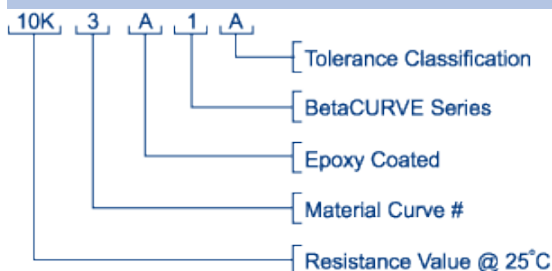 10K 3 A 1 A
Tolerance Classification
BetaCURVE Series
Epoxy Coated
Material Curve #
Resistance Value @ 25°C